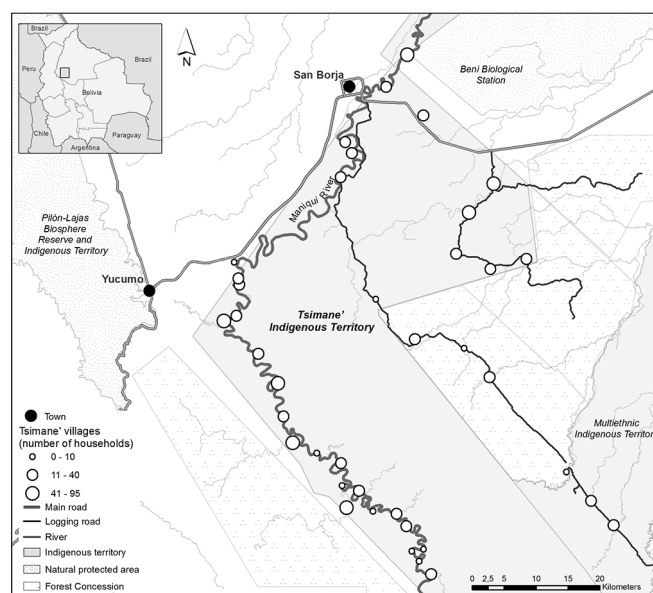 Brazil
Peru
Brazil
Bolivia
Chile
Paraguay
Argentina
N
San Borja
Beni Biological
Station
Maniqui River
Pilón-Lajas
Biosphere
Reserve and
Indigenous Territory
Yucumo
Tsimane'
Indigenous Territory
Multiethnic
Indigenous Territor
Town
Tsimane' villages
(number of households)
0 - 10
11 - 40
41 - 95
Main road
Logging road
River
Indigenous territory
Natural protected area
Forest Concession
0 2,5 5 10 15 20
Kilometers